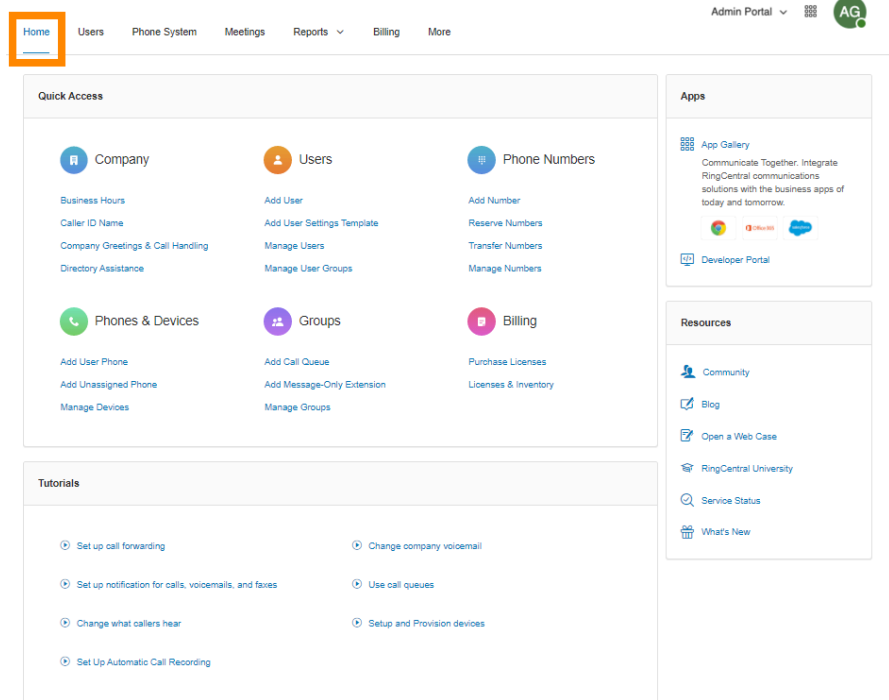 Admin Portal
AG
Home
Users
Phone System
Meetings
Reports
Billing
More
Quick Access
Company
Business Hours
Caller ID Name
Company Greetings & Call Handling
Directory Assistance
Users
Add User
Add User Settings Template
Manage Users
Manage User Groups
Phone Numbers
Add Number
Reserve Numbers
Transfer Numbers
Manage Numbers
Phones & Devices
Add User Phone
Add Unassigned Phone
Manage Devices
Groups
Add Call Queue
Add Message-Only Extension
Manage Groups
Billing
Purchase Licenses
Licenses & Inventory
Tutorials
Set up call forwarding
Set up notification for calls, voicemails, and faxes
Change what callers hear
Set Up Automatic Call Recording
Change company voicemail
Use call queues
Setup and Provision devices
Apps
App Gallery
Communicate Together. Integrate
RingCentral communications
solutions with the business apps of
today and tomorrow.
Office 365
Developer Portal
Resources
Community
Blog
Open a Web Case
RingCentral University
Service Status
What's New